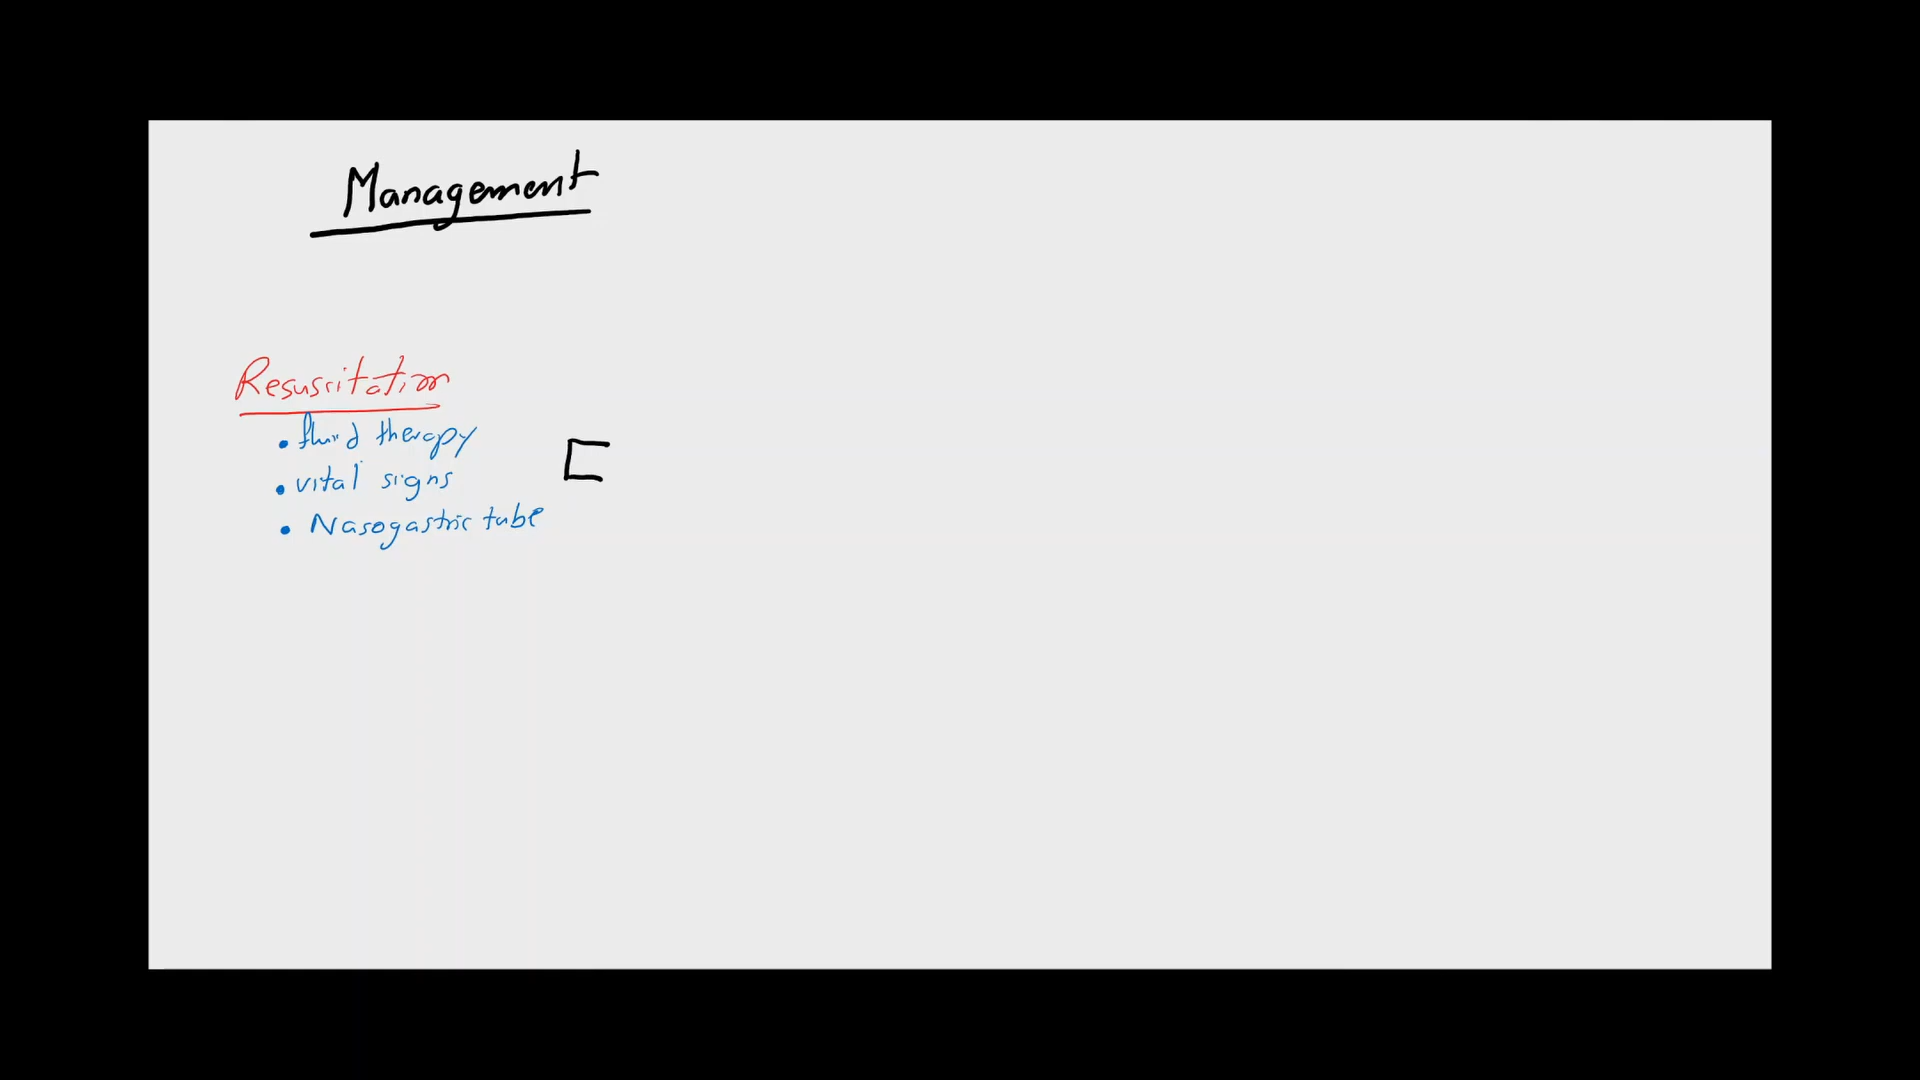 Management
Resuscitation
• fluid therapy
• vital signs
• Nasogastric tube